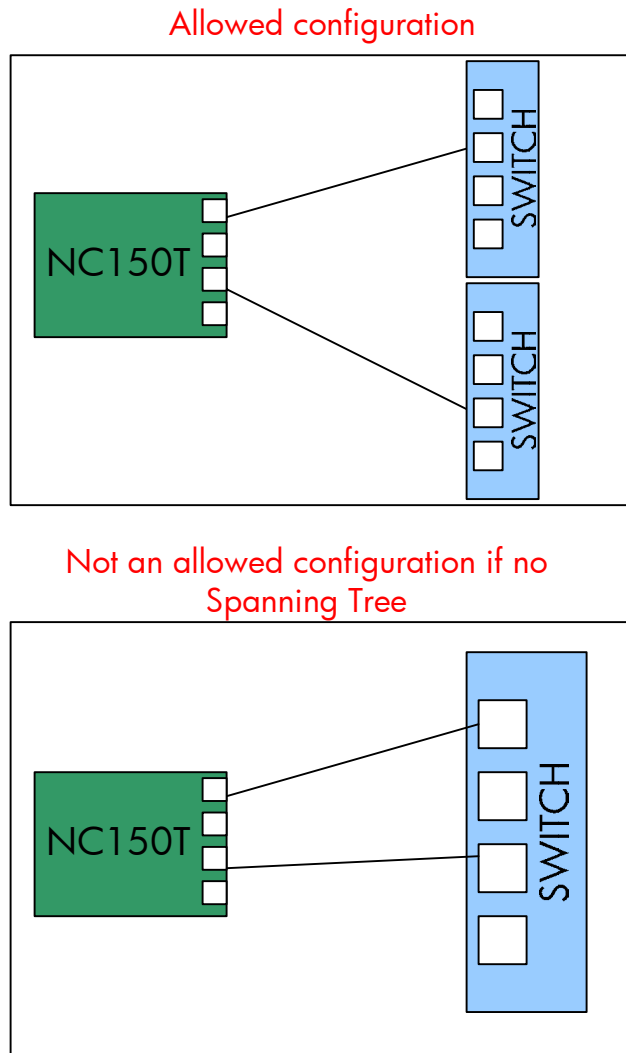 Allowed configuration
SWITCH
NC150T
SWITCH
Not an allowed configuration if no
Spanning Tree
NC150T
SWITCH